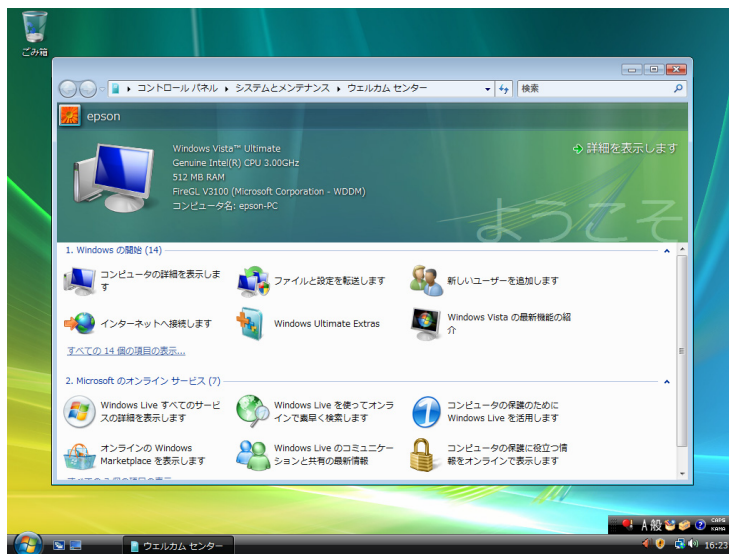 ごみ箱
コントロール パネル ▸ システムとメンテナンス ▸ ウェルカム センター
検索
epson
Windows Vista™ Ultimate
Genuine Intel(R) CPU 3.00GHz
512 MB RAM
FireGL V3100 (Microsoft Corporation - WDDM)
コンピュータ名: epson-PC
詳細を表示します
ようこそ
1. Windows の開始 (14)
コンピュータの詳細を表示しま
す
ファイルと設定を転送します
新しいユーザーを追加します
インターネットへ接続します
Windows Ultimate Extras
Windows Vista の最新機能の紹
介
すべての 14 個の項目の表示...
2. Microsoft のオンライン サービス (7)
Windows Live すべてのサービ
スの詳細を表示します
Windows Live を使ってオンラ
インで素早く検索します
コンピュータの保護のために
Windows Live を活用します
オンラインの Windows
Marketplace を表示します
Windows Live のコミュニケー
ションと共有の最新情報
コンピュータの保護に役立つ情
報をオンラインで表示します
A 般
CAPS
KANA
ウェルカム センター
16:23